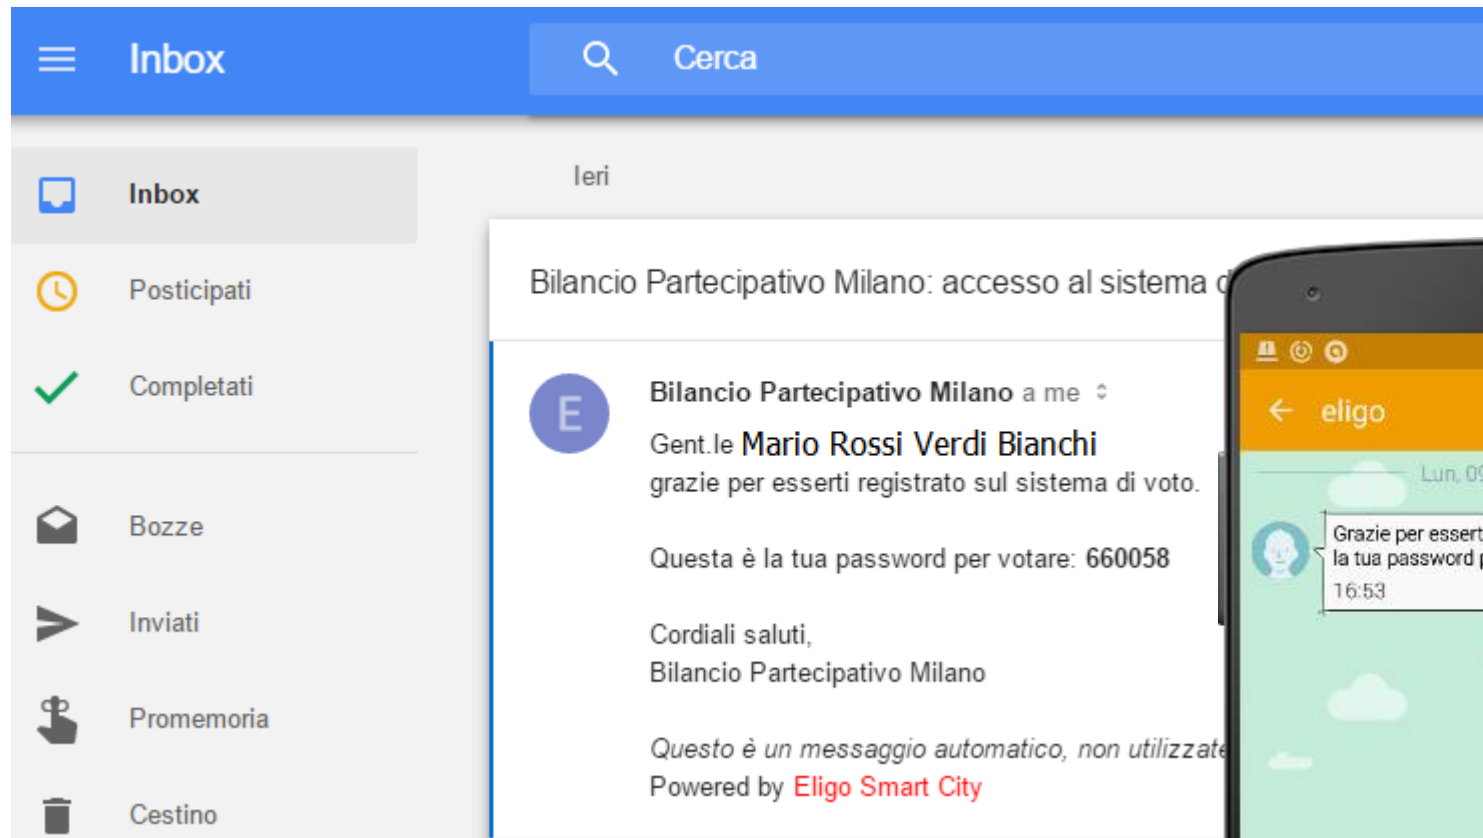 Inbox
Cerca
Inbox
Posticipati
Completati
Bozze
Inviati
Promemoria
Cestino
Ieri
Bilancio Partecipativo Milano: accesso al sistema
Bilancio Partecipativo Milano a me
Gent.le Mario Rossi Verdi Bianchi
grazie per esserti registrato sul sistema di voto.
Questa è la tua password per votare: 660058
Cordiali saluti,
Bilancio Partecipativo Milano
Questo è un messaggio automatico, non utilizzate
Powered by Eligo Smart City
eligo
Lun, 09
Grazie per essert
la tua password
16:53